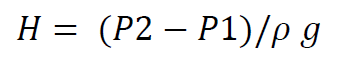 H = (P2 − P1)/ρ g